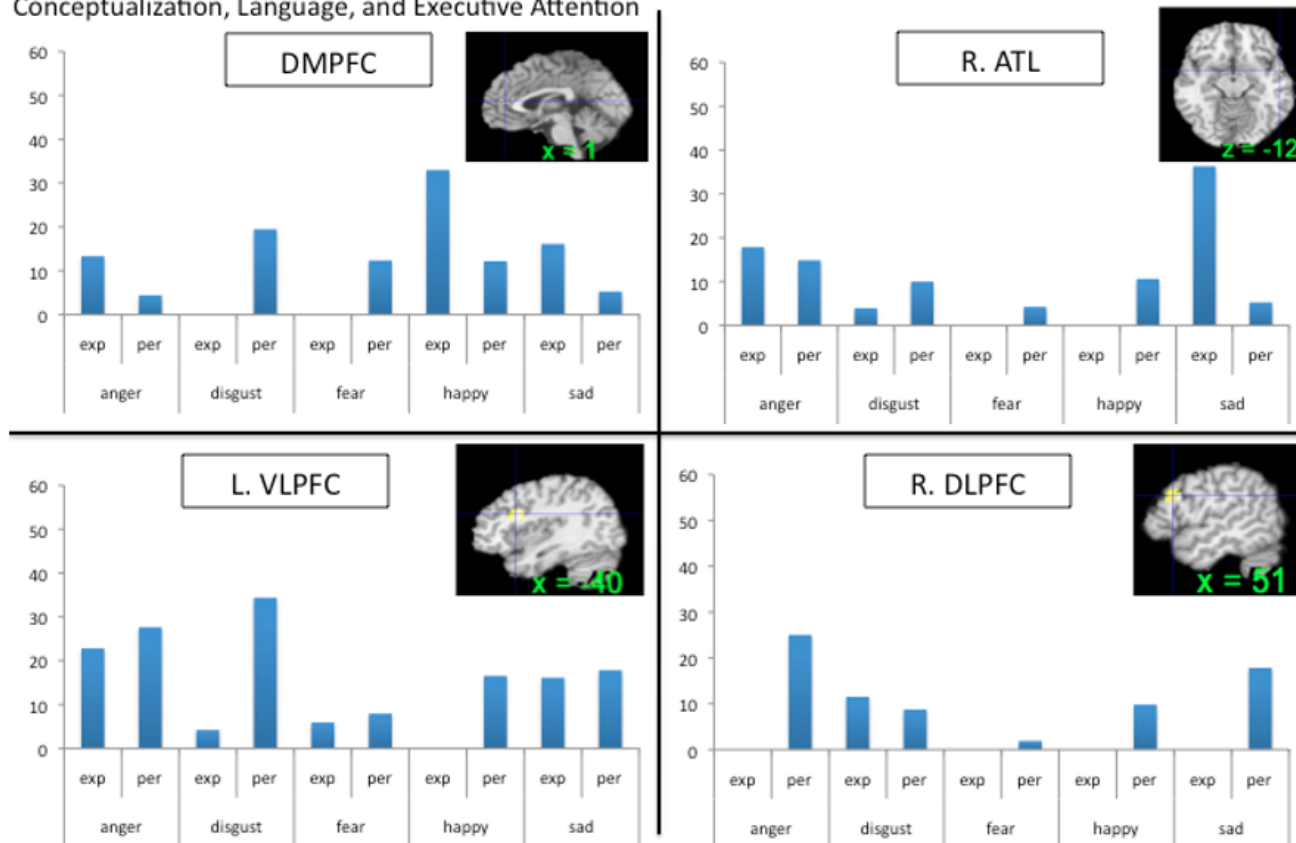 Conceptualization, Language, and Executive Attention
DMPFC
x = 1
60
50
40
30
20
10
0
exp per exp per exp per exp per exp per
anger disgust fear happy sad
R. ATL
z = -12
60
50
40
30
20
10
0
exp per exp per exp per exp per exp per
anger disgust fear happy sad
L. VLPFC
x = -40
60
50
40
30
20
10
0
exp per exp per exp per exp per exp per
anger disgust fear happy sad
R. DLPFC
x = 51
60
50
40
30
20
10
0
exp per exp per exp per exp per exp per
anger disgust fear happy sad